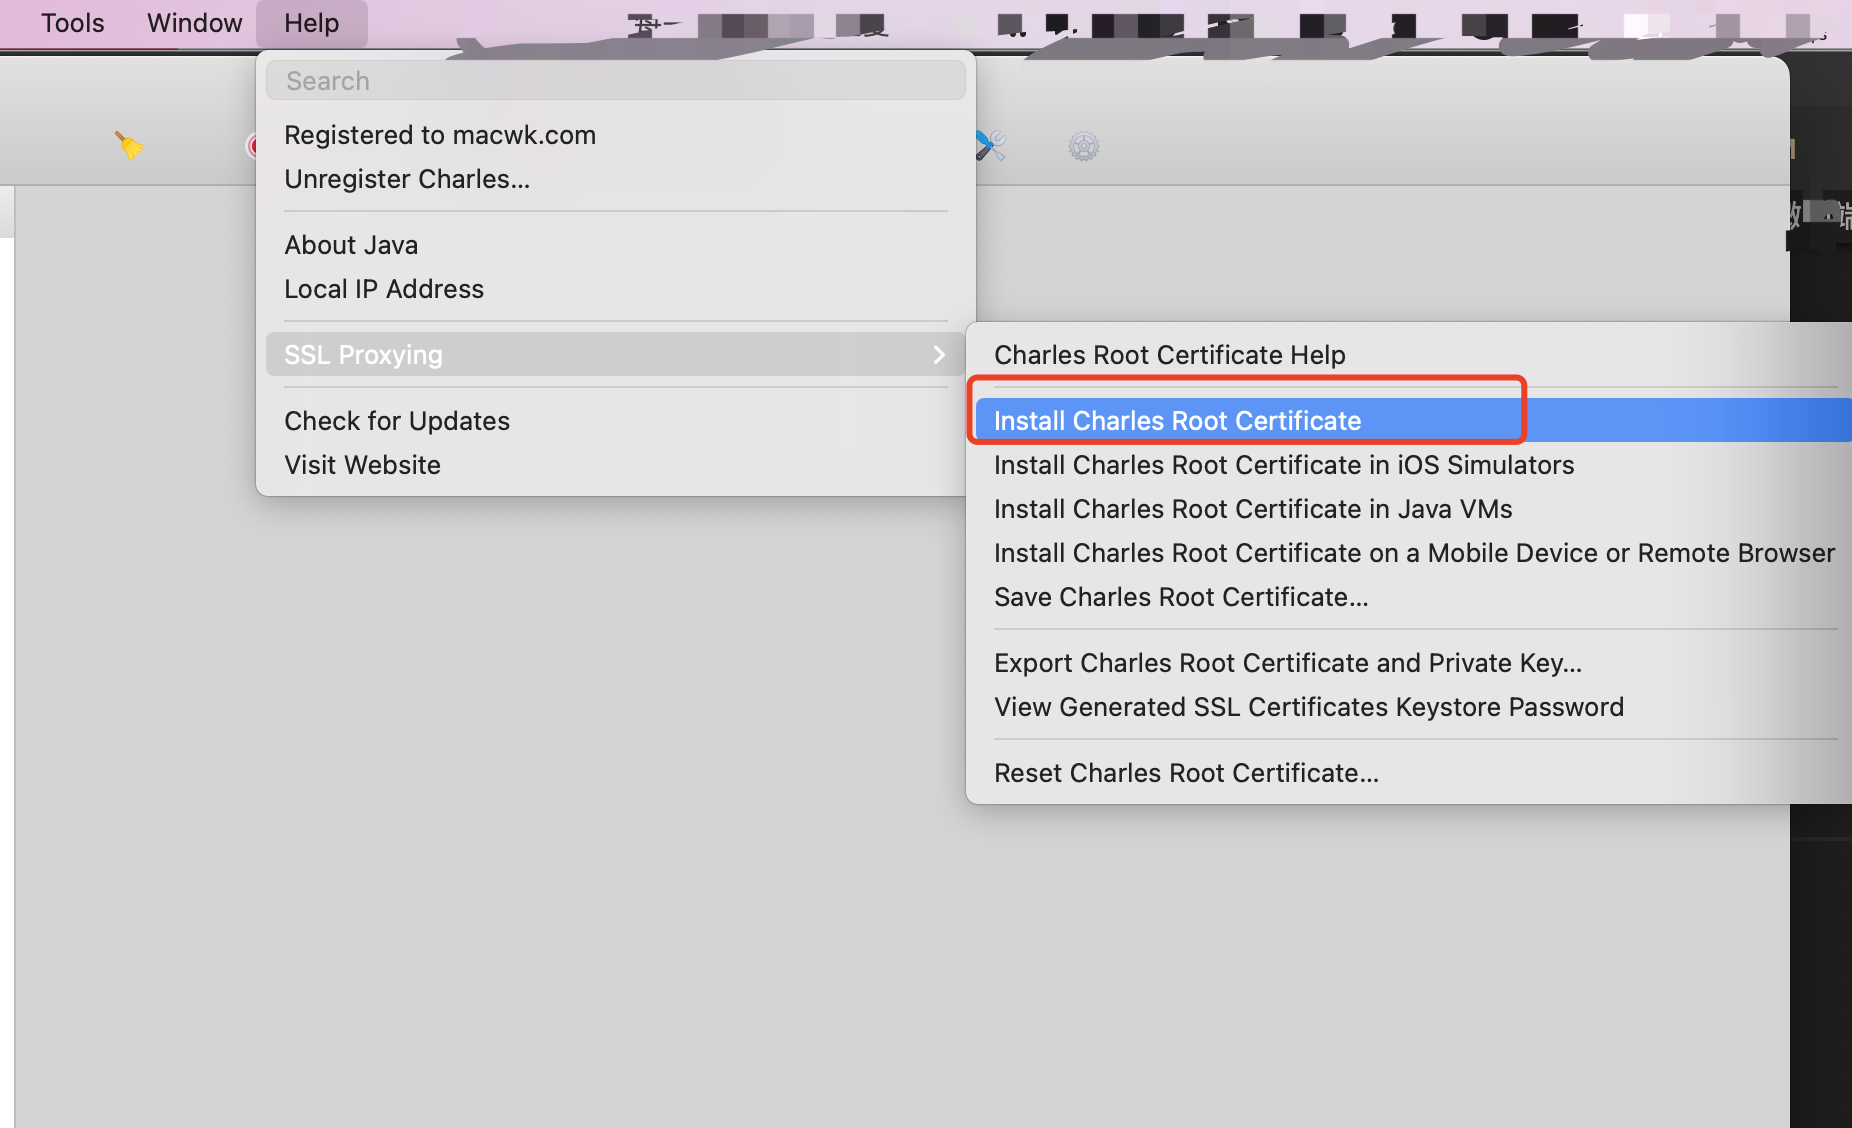 Tools Window Help
Search
Registered to macwk.com
Unregister Charles...
About Java
Local IP Address
SSL Proxying
Check for Updates
Visit Website
Charles Root Certificate Help
Install Charles Root Certificate
Install Charles Root Certificate in iOS Simulators
Install Charles Root Certificate in Java VMs
Install Charles Root Certificate on a Mobile Device or Remote Browser
Save Charles Root Certificate...
Export Charles Root Certificate and Private Key...
View Generated SSL Certificates Keystore Password
Reset Charles Root Certificate...